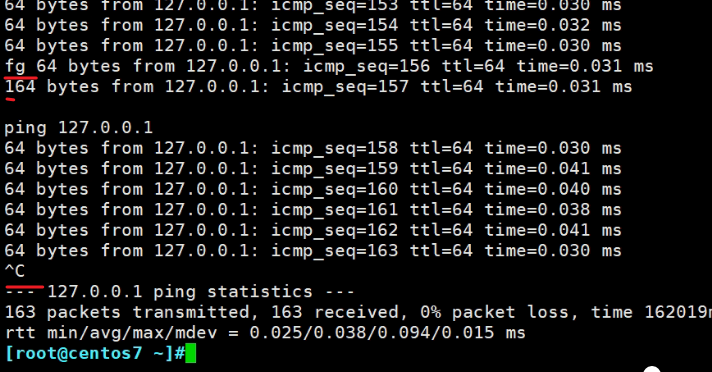 64 bytes from 127.0.0.1: icmp_seq=153 ttl=64 time=0.030 ms
64 bytes from 127.0.0.1: icmp_seq=154 ttl=64 time=0.032 ms
64 bytes from 127.0.0.1: icmp_seq=155 ttl=64 time=0.030 ms
fg 64 bytes from 127.0.0.1: icmp_seq=156 ttl=64 time=0.031 ms
164 bytes from 127.0.0.1: icmp_seq=157 ttl=64 time=0.031 ms
ping 127.0.0.1
64 bytes from 127.0.0.1: icmp_seq=158 ttl=64 time=0.030 ms
64 bytes from 127.0.0.1: icmp_seq=159 ttl=64 time=0.041 ms
64 bytes from 127.0.0.1: icmp_seq=160 ttl=64 time=0.040 ms
64 bytes from 127.0.0.1: icmp_seq=161 ttl=64 time=0.038 ms
64 bytes from 127.0.0.1: icmp_seq=162 ttl=64 time=0.041 ms
64 bytes from 127.0.0.1: icmp_seq=163 ttl=64 time=0.030 ms
^C
--- 127.0.0.1 ping statistics ---
163 packets transmitted, 163 received, 0% packet loss, time 162019m
rtt min/avg/max/mdev = 0.025/0.038/0.094/0.015 ms
[root@centos7 ~]#